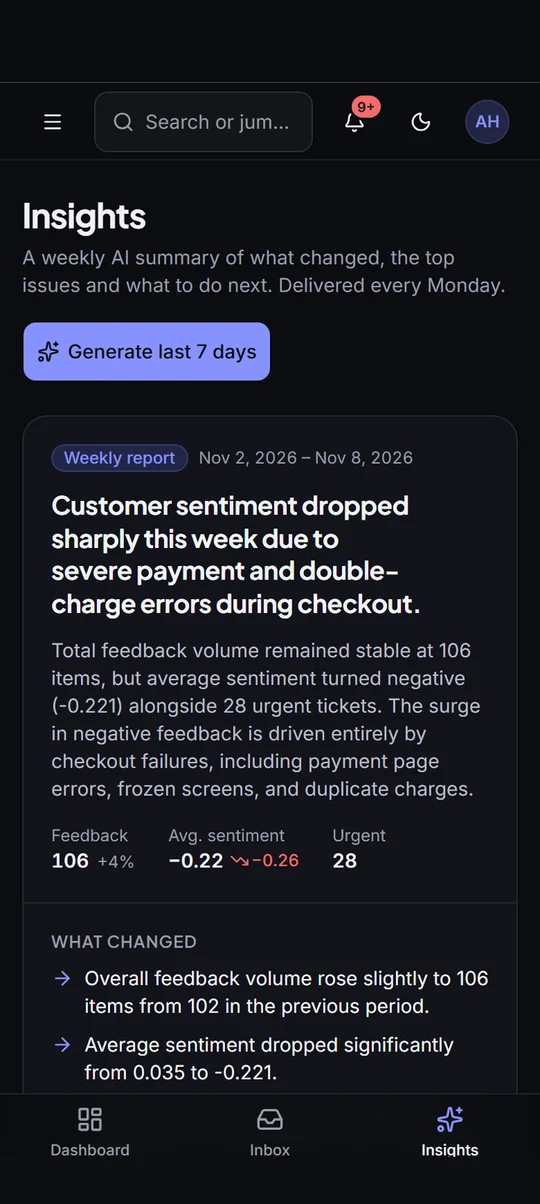 Search or jum...
9+
AH
Insights
A weekly AI summary of what changed, the top
issues and what to do next. Delivered every Monday.
Generate last 7 days
Weekly report Nov 2, 2026 – Nov 8, 2026
Customer sentiment dropped
sharply this week due to
severe payment and double-
charge errors during checkout.
Total feedback volume remained stable at 106
items, but average sentiment turned negative
(-0.221) alongside 28 urgent tickets. The surge
in negative feedback is driven entirely by
checkout failures, including payment page
errors, frozen screens, and duplicate charges.
Feedback Avg. sentiment Urgent
106 +4% −0.22 −0.26 28
WHAT CHANGED
Overall feedback volume rose slightly to 106
items from 102 in the previous period.
Average sentiment dropped significantly
from 0.035 to -0.221.
Dashboard Inbox Insights